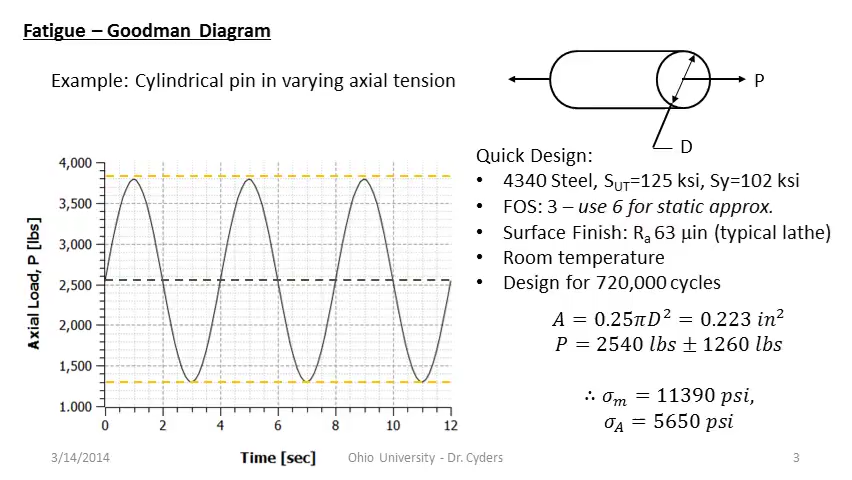 Fatigue – Goodman Diagram
Example: Cylindrical pin in varying axial tension
P
D
Quick Design:
• 4340 Steel, S_UT=125 ksi, Sy=102 ksi
• FOS: 3 – use 6 for static approx.
• Surface Finish: R_a 63 μin (typical lathe)
• Room temperature
• Design for 720,000 cycles
A = 0.25πD² = 0.223 in²
P = 2540 lbs ± 1260 lbs
∴ σ_m = 11390 psi,
σ_A = 5650 psi
Axial Load, P [lbs]
4,000
3,500
3,000
2,500
2,000
1,500
1.000
0 2 4 6 8 10 12
Time [sec]
3/14/2014
Ohio University - Dr. Cyders
3